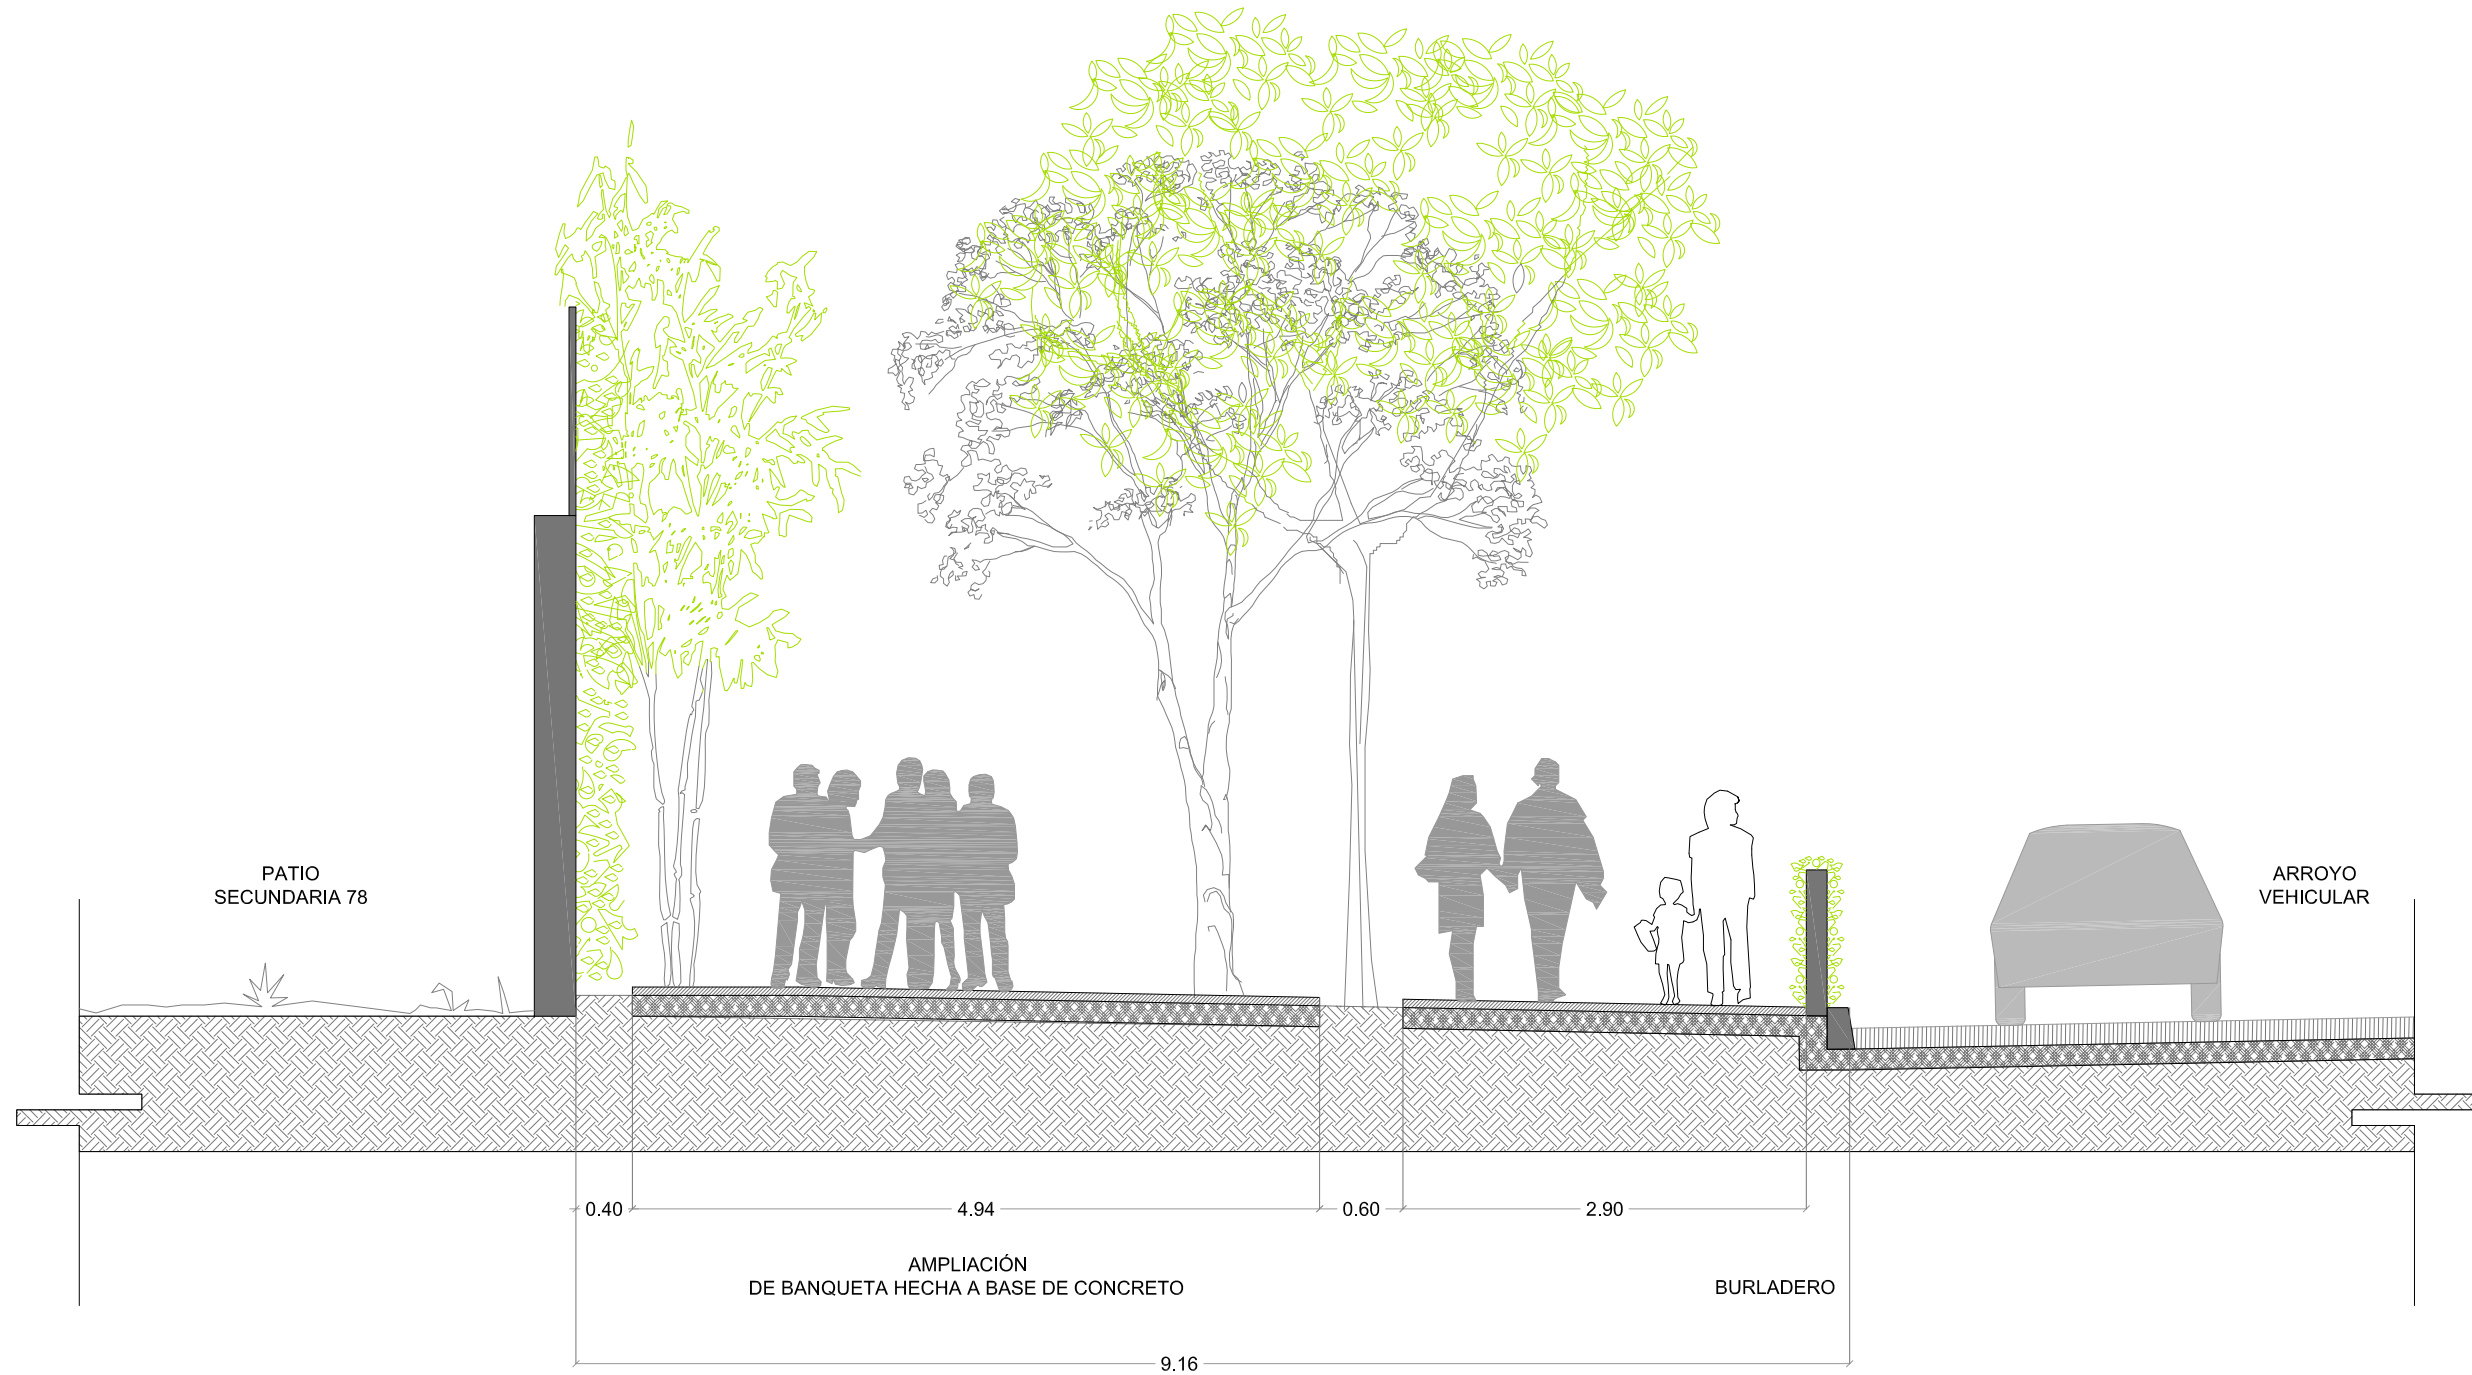 PATIO
SECUNDARIA 78
ARROYO
VEHICULAR
0.40
4.94
0.60
2.90
AMPLIACIÓN
DE BANQUETA HECHA A BASE DE CONCRETO
BURLADERO
9.16